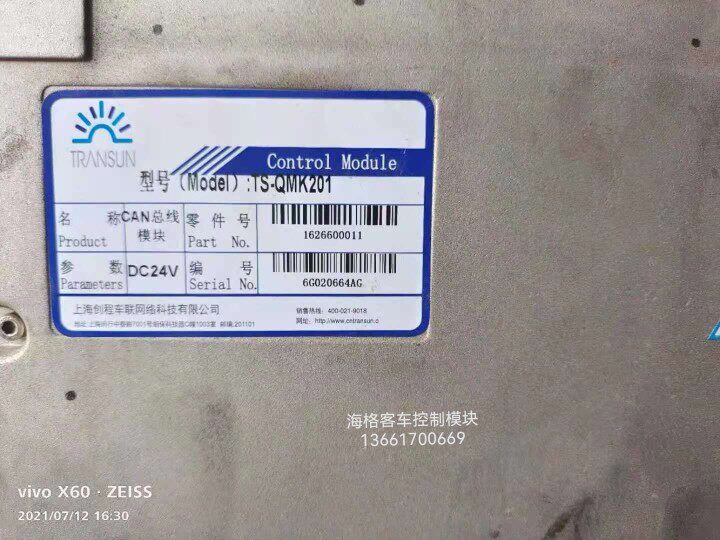 TRANSUN
Control Module
型号(Model):TS-QMK201
名 称 CAN总线 零 件 号
Product 模块 Part No. 1626600011
参 数 DC24V 编 号
Parameters Serial No. 6G020664AG
上海创程车联网络科技有限公司 销售热线: 400-021-9018
网址: http://www.cntransun.c
海格客车控制模块
13661700669
vivo X60 · ZEISS
2021/07/12 16:30